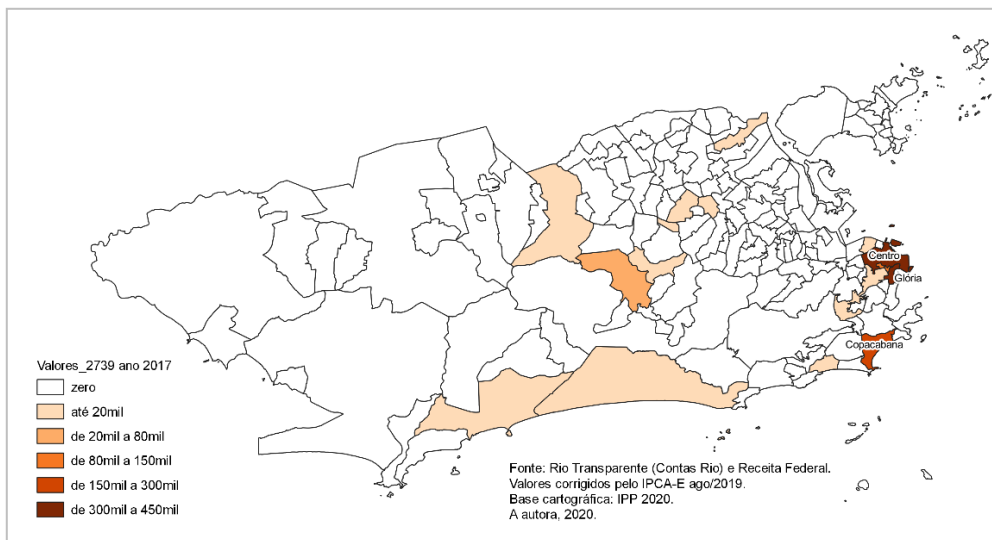 Centro
Glória
Copacabana
Valores_2739 ano 2017
zero
até 20mil
de 20mil a 80mil
de 80mil a 150mil
de 150mil a 300mil
de 300mil a 450mil
Fonte: Rio Transparente (Contas Rio) e Receita Federal.
Valores corrigidos pelo IPCA-E ago/2019.
Base cartográfica: IPP 2020.
A autora, 2020.